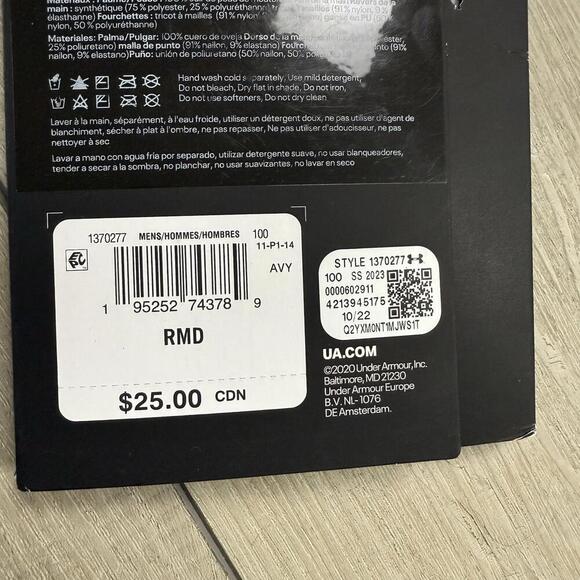 main : synthétique (75% polyester, 25% polyuréthanne)
élasthanne) Fourchettes : tricot à mailles (91% nylon,
nylon, 50% polyuréthane)
Materiales: Palma/Pulgar: 100% cuero de oveja Dorso de la
25% poliuretano) malla de punto (91% nailon, 9% elastano)
nailon, 9% elastano)Puño: unión de poliuretano (50% nailon, 50%
Hand wash cold separately, Use mild detergent,
Do not bleach, Dry flat in shade, Do not iron,
Do not use softeners, Do not dry clean
Laver à la main, séparément, à l'eau froide, utiliser un détergent doux, ne pas utiliser d'agent de
blanchiment, sécher à plat à l'ombre, ne pas repasser, Ne pas utiliser d'adoucisseur, ne pas
nettoyer à sec
Lavar a mano con agua fría por separado, utilizar detergente suave, no usar blanqueadores,
tender a secar a la sombra, no planchar, no usar suavizantes, no lavar en seco
1370277 MENS/HOMMES/HOMBRES 100
11-P1-14
AVY
1 95252 74378 9
RMD
$25.00 CDN
STYLE 1370277
100 SS 2023
0000602911
4213945175
10/22
Q2YXM0NT1MJWS1T
UA.COM
©2020 Under Armour, Inc.
Baltimore, MD 21230
Under Armour Europe
B.V. NL-1076
DE Amsterdam.